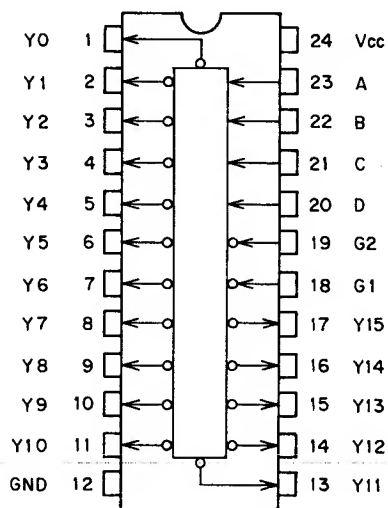 Y0 1 24 Vcc
Y1 2 23 A
Y2 3 22 B
Y3 4 21 C
Y4 5 20 D
Y5 6 19 G2
Y6 7 18 G1
Y7 8 17 Y15
Y8 9 16 Y14
Y9 10 15 Y13
Y10 11 14 Y12
GND 12 13 Y11